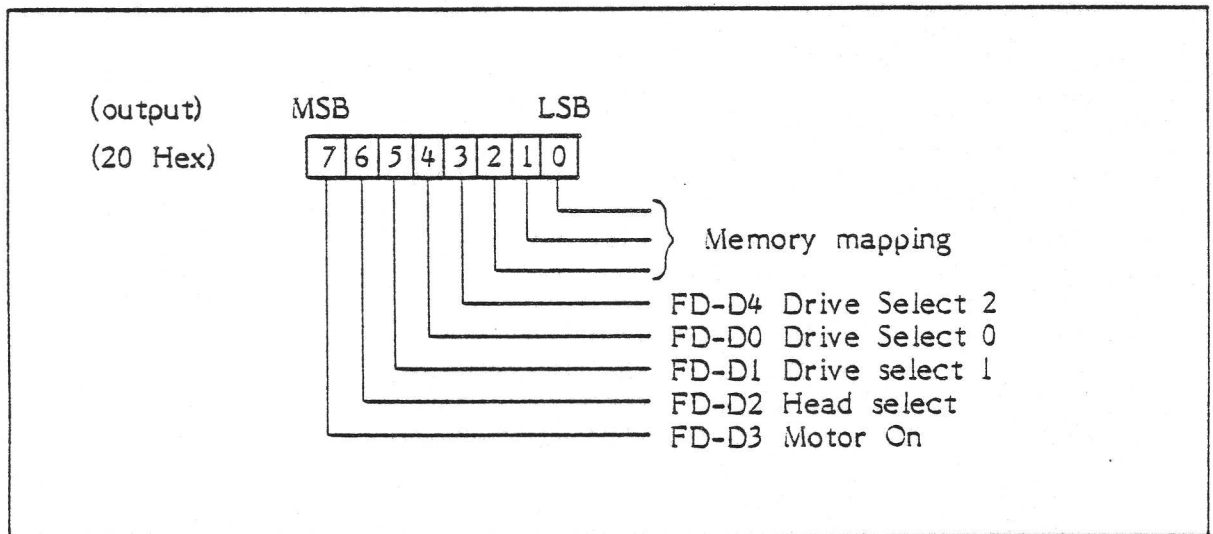 (output) MSB LSB
(20 Hex) 7 6 5 4 3 2 1 0
Memory mapping
FD-D4 Drive Select 2
FD-D0 Drive Select 0
FD-D1 Drive select 1
FD-D2 Head select
FD-D3 Motor On